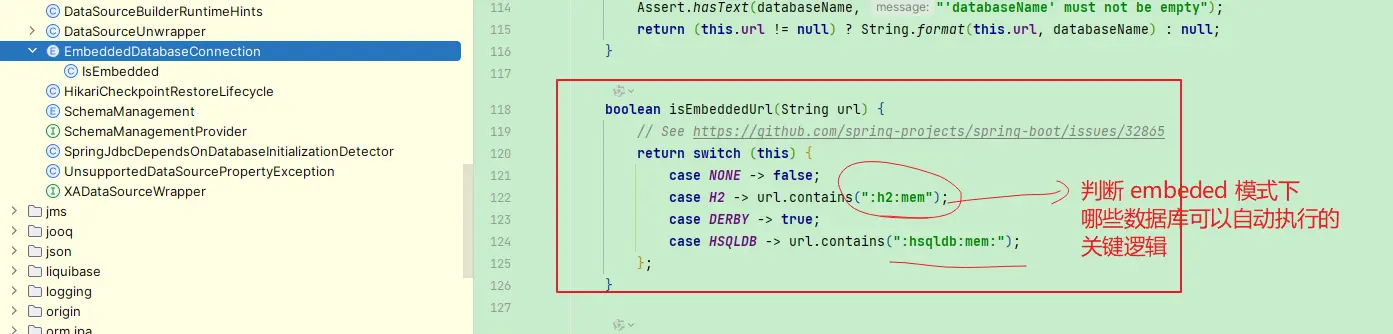 DataSourceBuilderRuntimeHints
DataSourceUnwrapper
EmbeddedDatabaseConnection
IsEmbedded
HikariCheckpointRestoreLifecycle
SchemaManagement
SchemaManagementProvider
SpringJdbcDependsOnDatabaseInitializationDetector
UnsupportedDataSourcePropertyException
XADataSourceWrapper
jms
jooq
json
liquibase
logging
origin
orm.jpa
114 Assert.hasText(databaseName, message: "'databaseName' must not be empty");
115 return (this.url != null) ? String.format(this.url, databaseName) : null;
116 }
117
118 boolean isEmbeddedUrl(String url) {
119 // See https://github.com/spring-projects/spring-boot/issues/32865
120 return switch (this) {
121 case NONE -> false;
122 case H2 -> url.contains(":h2:mem");
123 case DERBY -> true;
124 case HSQLDB -> url.contains(":hsqldb:mem:");
125 };
126 }
127
判断 embeded 模式下
哪些数据库可以自动执行的
关键逻辑